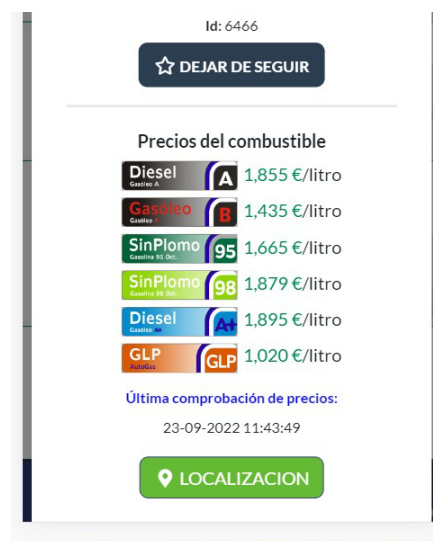 Id: 6466
DEJAR DE SEGUIR
Precios del combustible
Diesel
Gasóleo A
A
1,855 €/litro
Gasóleo
Gasóleo B
B
1,435 €/litro
SinPlomo
Gasolina 95 Oct.
95
1,665 €/litro
SinPlomo
Gasolina 98 Oct.
98
1,879 €/litro
Diesel
Gasóleo A+
A+
1,895 €/litro
GLP
AutoGas
GLP
1,020 €/litro
Última comprobación de precios:
23-09-2022 11:43:49
LOCALIZACION